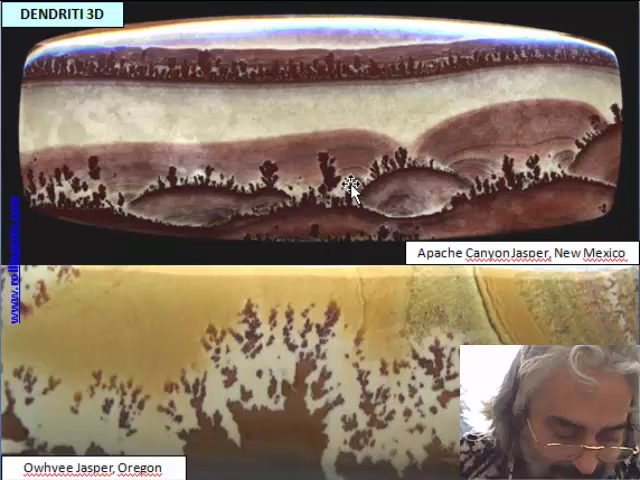 DENDRITI 3D
Apache Canyon Jasper, New Mexico
Owhyee Jasper, Oregon